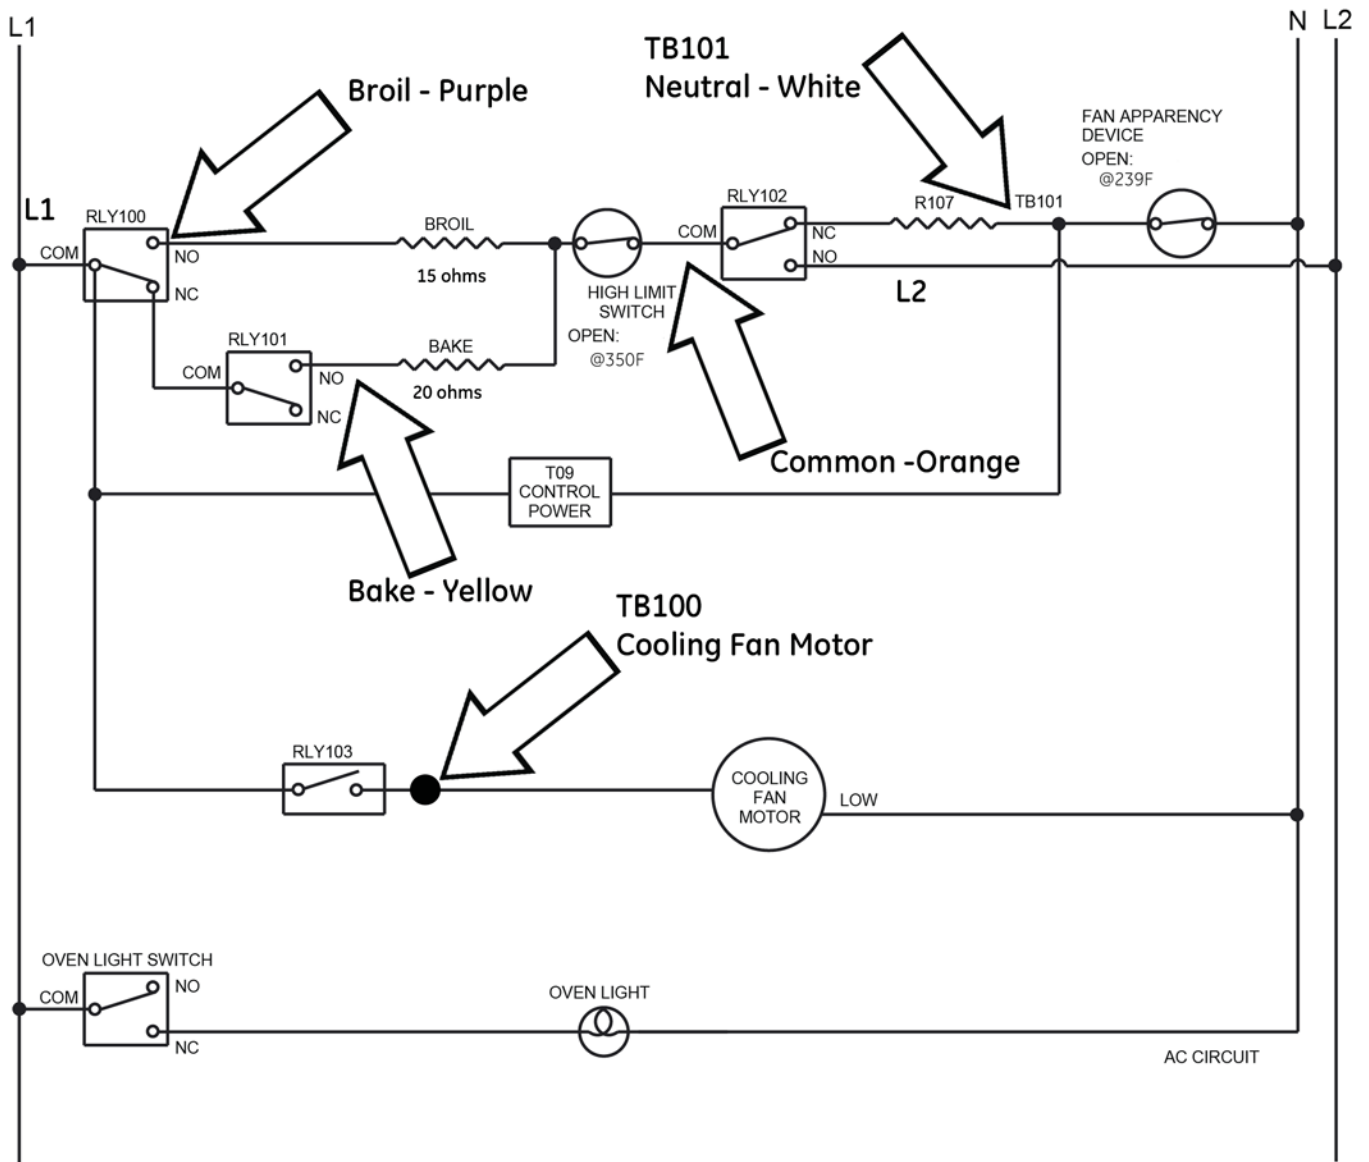 L1
N L2
TB101
Neutral - White
Broil - Purple
FAN APPARENCY
DEVICE
OPEN:
@239F
L1
RLY100
COM
NO
NC
BROIL
15 ohms
RLY102
COM
NC
NO
R107
TB101
L2
HIGH LIMIT
SWITCH
OPEN:
@350F
RLY101
COM
NO
NC
BAKE
20 ohms
Common -Orange
T09
CONTROL
POWER
Bake - Yellow
TB100
Cooling Fan Motor
RLY103
COOLING
FAN
MOTOR
LOW
OVEN LIGHT SWITCH
COM
NO
NC
OVEN LIGHT
AC CIRCUIT